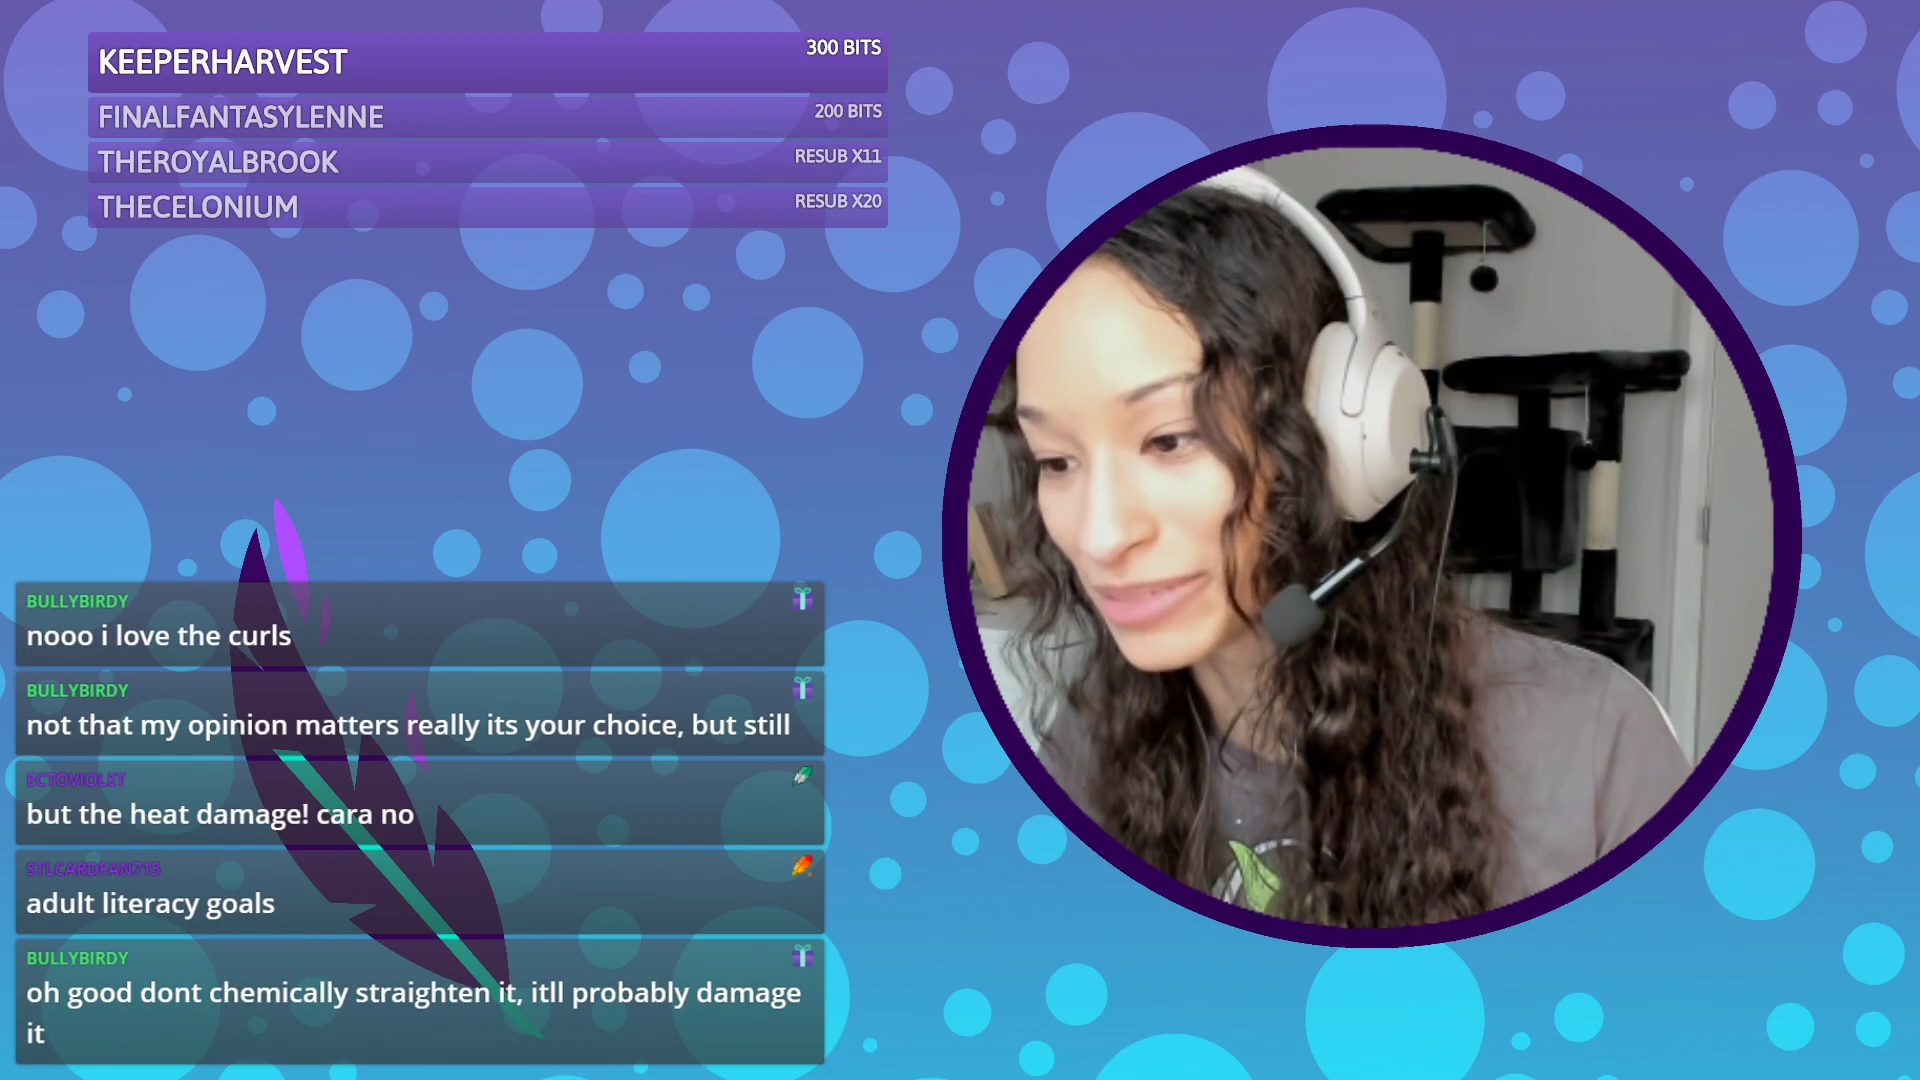 KEEPERHARVEST 300 BITS
FINALFANTASYLENNE 200 BITS
THEROYALBROOK RESUB X11
THECELONIUM RESUB X20
BULLYBIRDY
nooo i love the curls
BULLYBIRDY
not that my opinion matters really its your choice, but still
ECTOVIOLET
but the heat damage! cara no
STLCARDFAN715
adult literacy goals
BULLYBIRDY
oh good dont chemically straighten it, itll probably damage
it